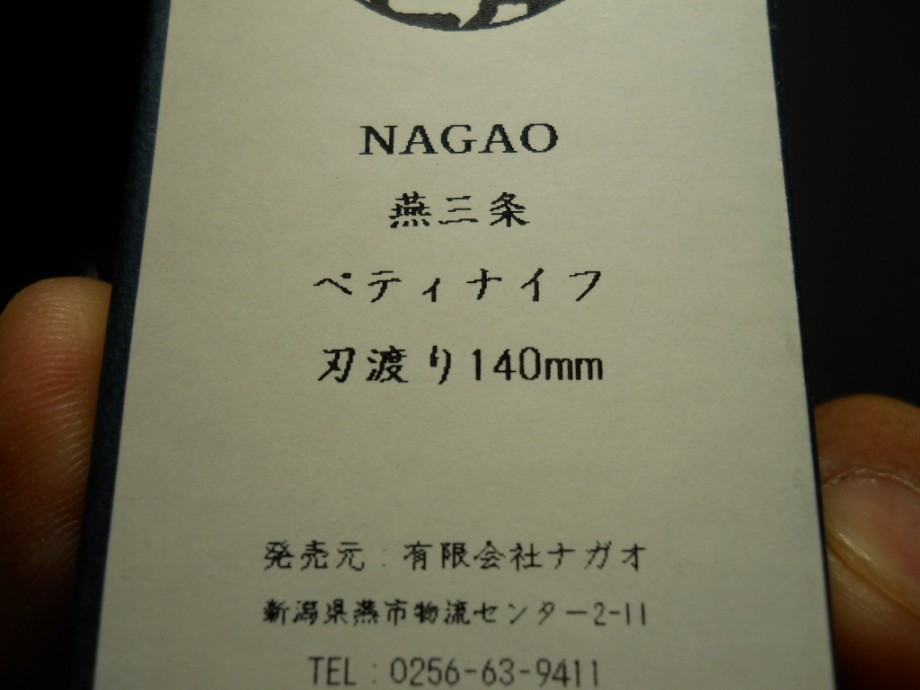 NAGAO
燕三条
ペティナイフ
刃渡り140mm
発売元:有限会社ナガオ
新潟県燕市物流センター2-11
TEL:0256-63-9411